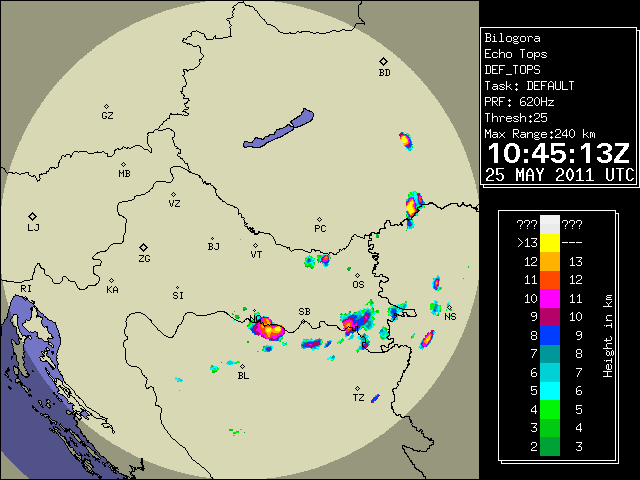 Bilogora
Echo Tops
DEF_TOPS
Task: DEFAULT
PRF: 620Hz
Thresh:25
Max Range:240 km
10:45:13Z
25 MAY 2011 UTC
BD
GZ
MB
VZ
LJ
PC
BJ
ZG
VT
OS
KA
RI
SI
SB
NS
BL
TZ
??? ???
>13 ---
12 13
11 12
10 11
9 10
8 9
7 8
6 7
5 6
4 5
3 4
2 3
Height in km